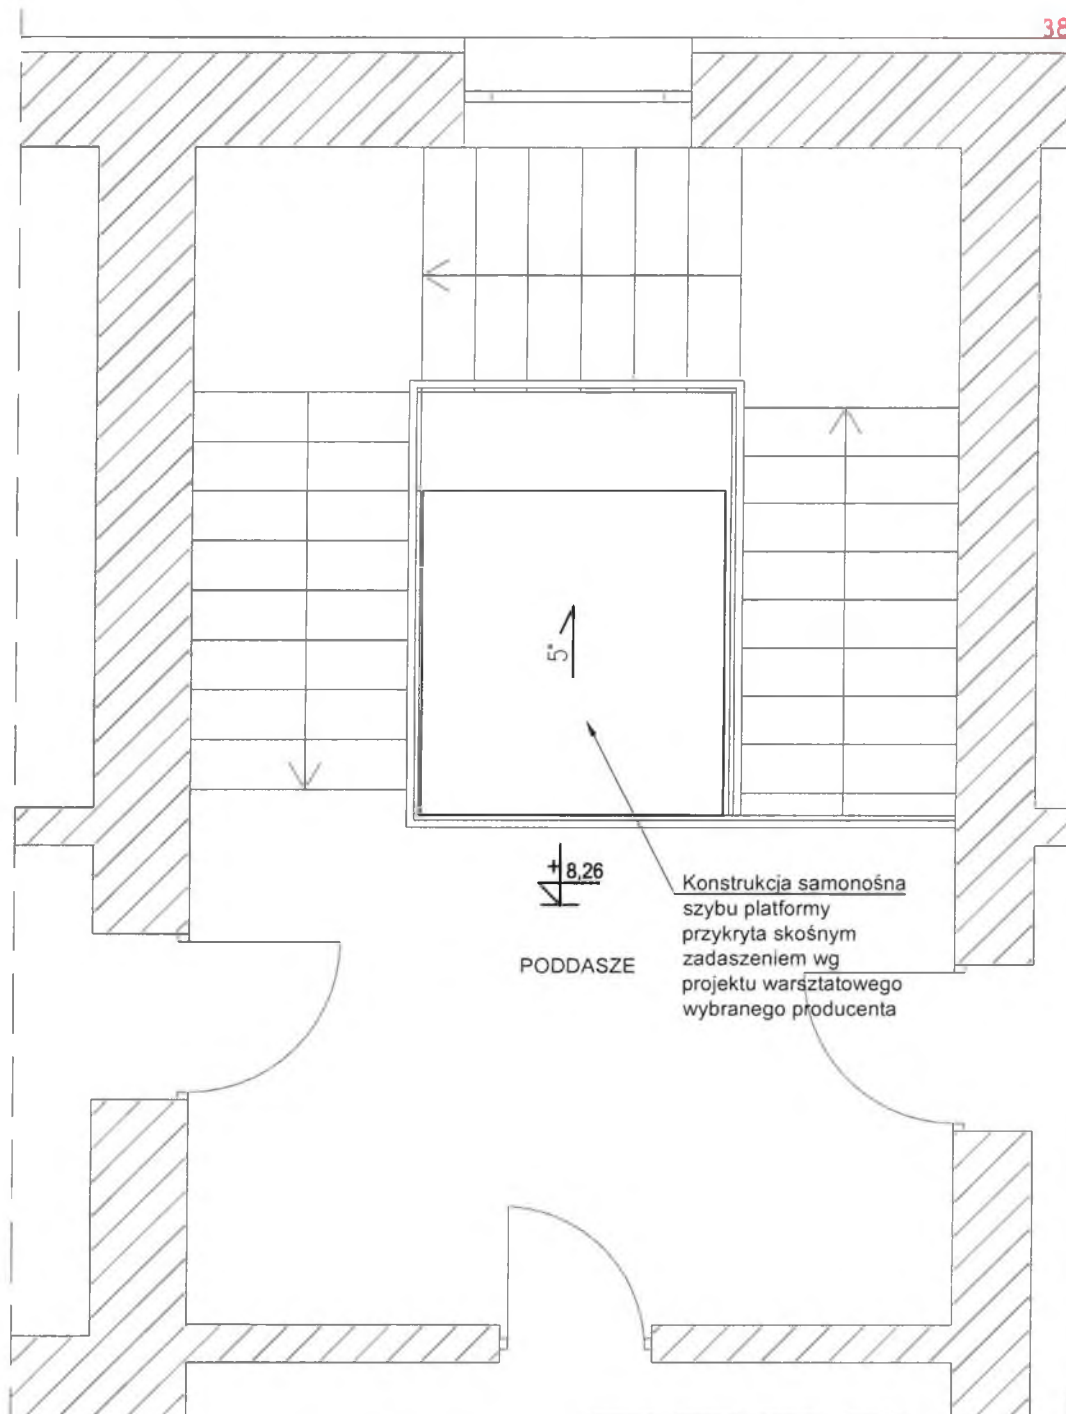 38
5°
+ 8,26
PODDASZE
Konstrukcja samonośna
szybu platformy
przykryta skośnym
zadaszeniem wg
projektu warsztatowego
wybranego producenta